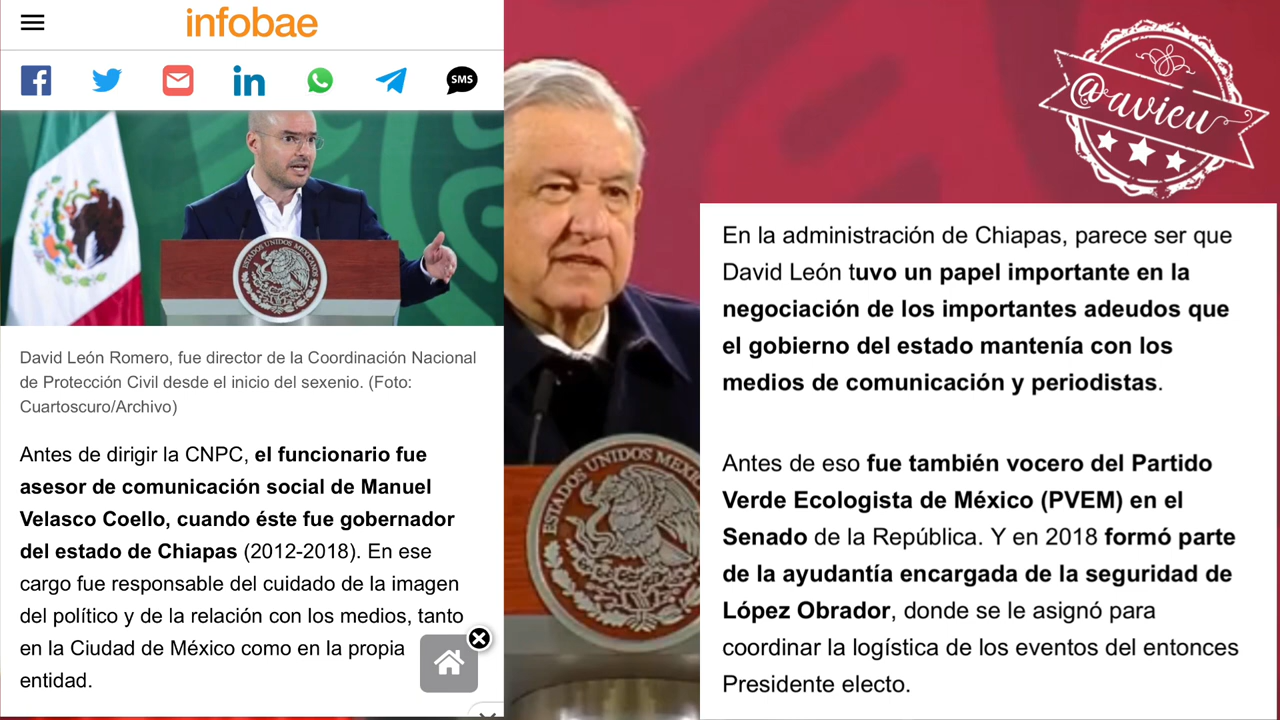 infobae
SMS
ESTADOS UNIDOS MEXICANOS
David León Romero, fue director de la Coordinación Nacional
de Protección Civil desde el inicio del sexenio. (Foto:
Cuartoscuro/Archivo)
Antes de dirigir la CNPC, el funcionario fue
asesor de comunicación social de Manuel
Velasco Coello, cuando éste fue gobernador
del estado de Chiapas (2012-2018). En ese
cargo fue responsable del cuidado de la imagen
del político y de la relación con los medios, tanto
en la Ciudad de México como en la propia
entidad.
ESTADOS UNIDOS MEXIC
@avieu
En la administración de Chiapas, parece ser que
David León tuvo un papel importante en la
negociación de los importantes adeudos que
el gobierno del estado mantenía con los
medios de comunicación y periodistas.
Antes de eso fue también vocero del Partido
Verde Ecologista de México (PVEM) en el
Senado de la República. Y en 2018 formó parte
de la ayudantía encargada de la seguridad de
López Obrador, donde se le asignó para
coordinar la logística de los eventos del entonces
Presidente electo.